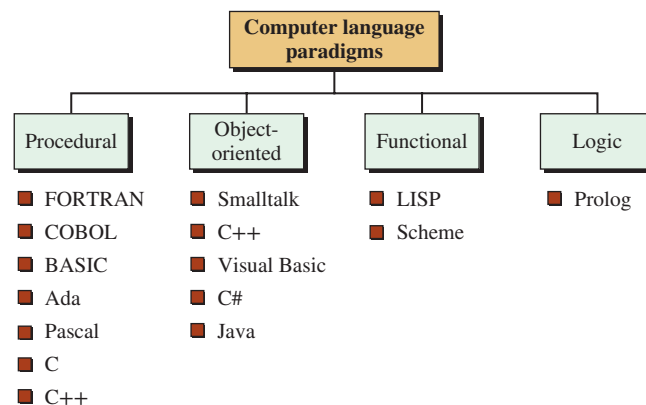 Computer language
paradigms
Procedural
Object-
oriented
Functional
Logic
FORTRAN
COBOL
BASIC
Ada
Pascal
C
C++
Smalltalk
C++
Visual Basic
C#
Java
LISP
Scheme
Prolog